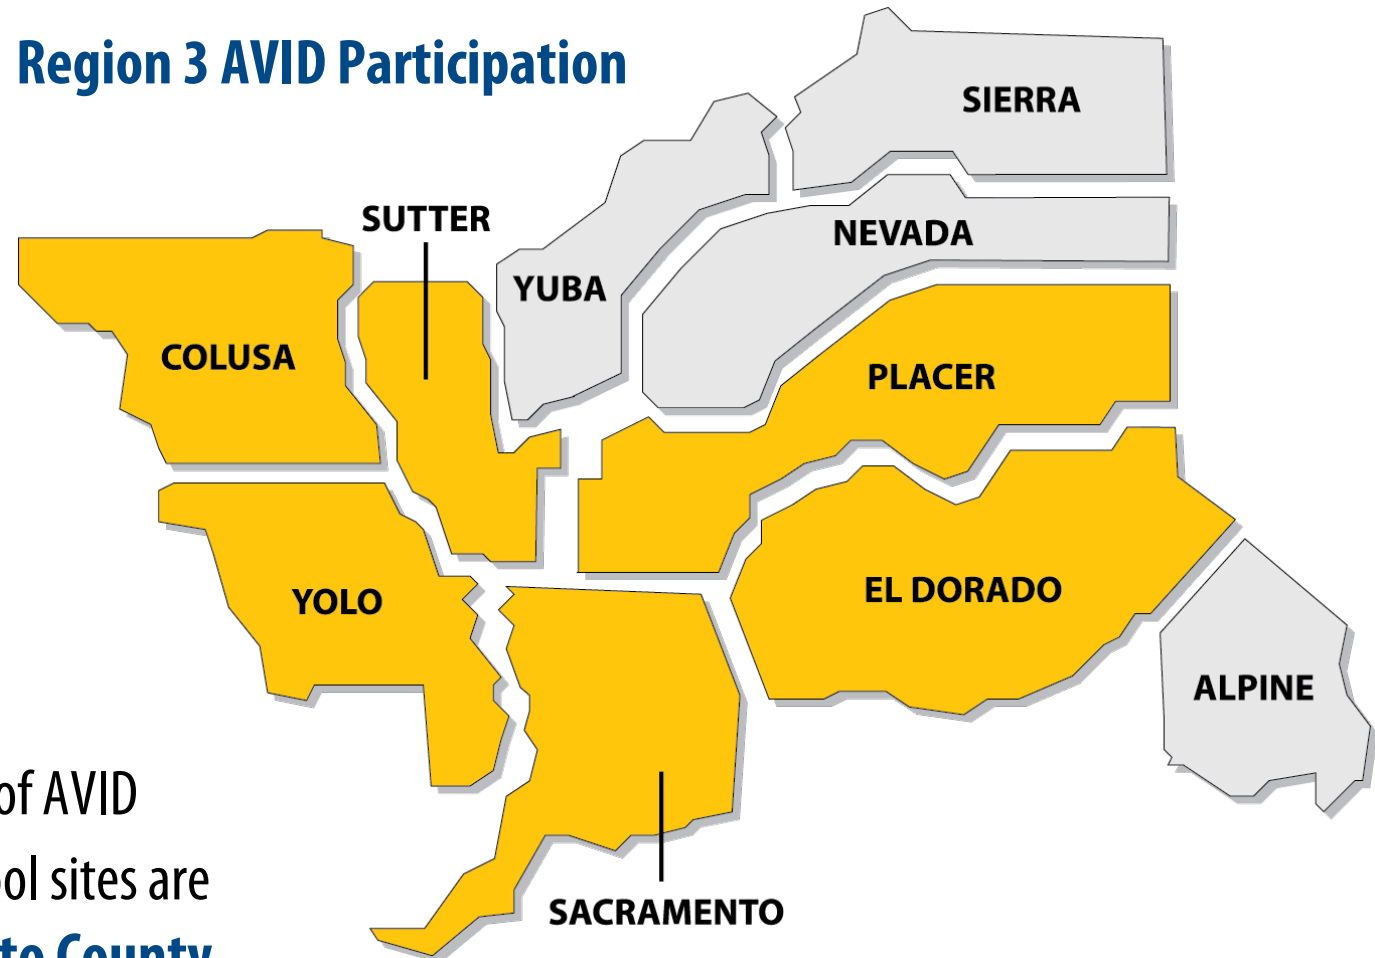 Region 3 AVID Participation
SIERRA
SUTTER
NEVADA
YUBA
COLUSA
PLACER
EL DORADO
YOLO
ALPINE
of AVID
sites are
SACRAMENTO
County